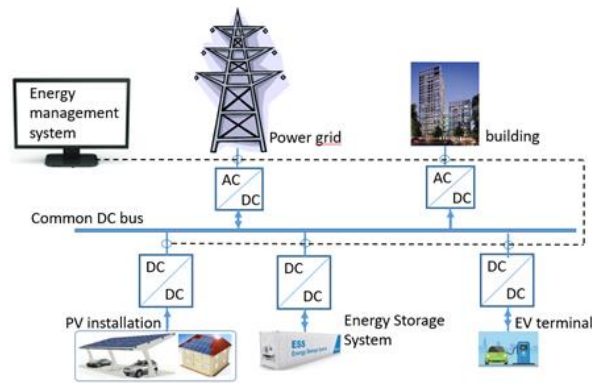 Energy
management
system
Power grid
building
AC
DC
AC
DC
Common DC bus
DC
DC
DC
DC
DC
DC
PV installation
ESS
Energy Storage
System
EV terminal